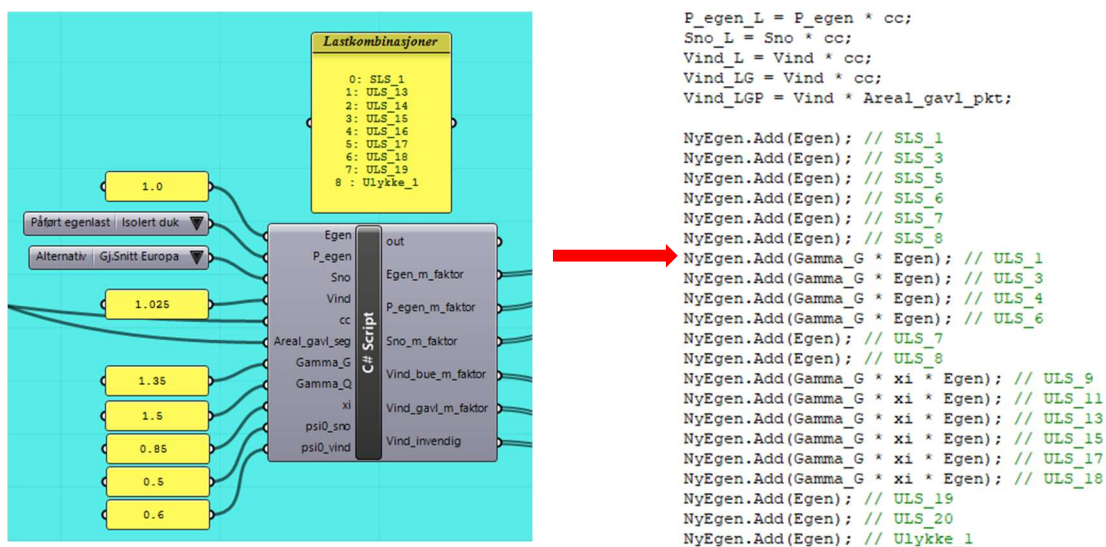 Lastkombinasjoner
0: SLS_1
1: ULS_13
2: ULS_14
3: ULS_15
4: ULS_16
5: ULS_17
6: ULS_18
7: ULS_19
8 : Ulykke_1
1.0
Påført egenlast Isolert duk
Alternativ Gj.Snitt Europa
1.025
1.35
1.5
0.85
0.5
0.6
Egen
P_egen
Sno
Vind
cc
Areal_gavl_seg
Gamma_G
Gamma_Q
xi
psi0_sno
psi0_vind
C# Script
out
Egen_m_faktor
P_egen_m_faktor
Sno_m_faktor
Vind_bue_m_faktor
Vind_gavl_m_faktor
Vind_invendig
P_egen_L = P_egen * cc;
Sno_L = Sno * cc;
Vind_L = Vind * cc;
Vind_LG = Vind * cc;
Vind_LGP = Vind * Areal_gavl_pkt;
NyEgen.Add(Egen); // SLS_1
NyEgen.Add(Egen); // SLS_3
NyEgen.Add(Egen); // SLS_5
NyEgen.Add(Egen); // SLS_6
NyEgen.Add(Egen); // SLS_7
NyEgen.Add(Egen); // SLS_8
NyEgen.Add(Gamma_G * Egen); // ULS_1
NyEgen.Add(Gamma_G * Egen); // ULS_3
NyEgen.Add(Gamma_G * Egen); // ULS_4
NyEgen.Add(Gamma_G * Egen); // ULS_6
NyEgen.Add(Egen); // ULS_7
NyEgen.Add(Egen); // ULS_8
NyEgen.Add(Gamma_G * xi * Egen); // ULS_9
NyEgen.Add(Gamma_G * xi * Egen); // ULS_11
NyEgen.Add(Gamma_G * xi * Egen); // ULS_13
NyEgen.Add(Gamma_G * xi * Egen); // ULS_15
NyEgen.Add(Gamma_G * xi * Egen); // ULS_17
NyEgen.Add(Gamma_G * xi * Egen); // ULS_18
NyEgen.Add(Egen); // ULS_19
NyEgen.Add(Egen); // ULS_20
NyEgen.Add(Egen); // Ulykke_1